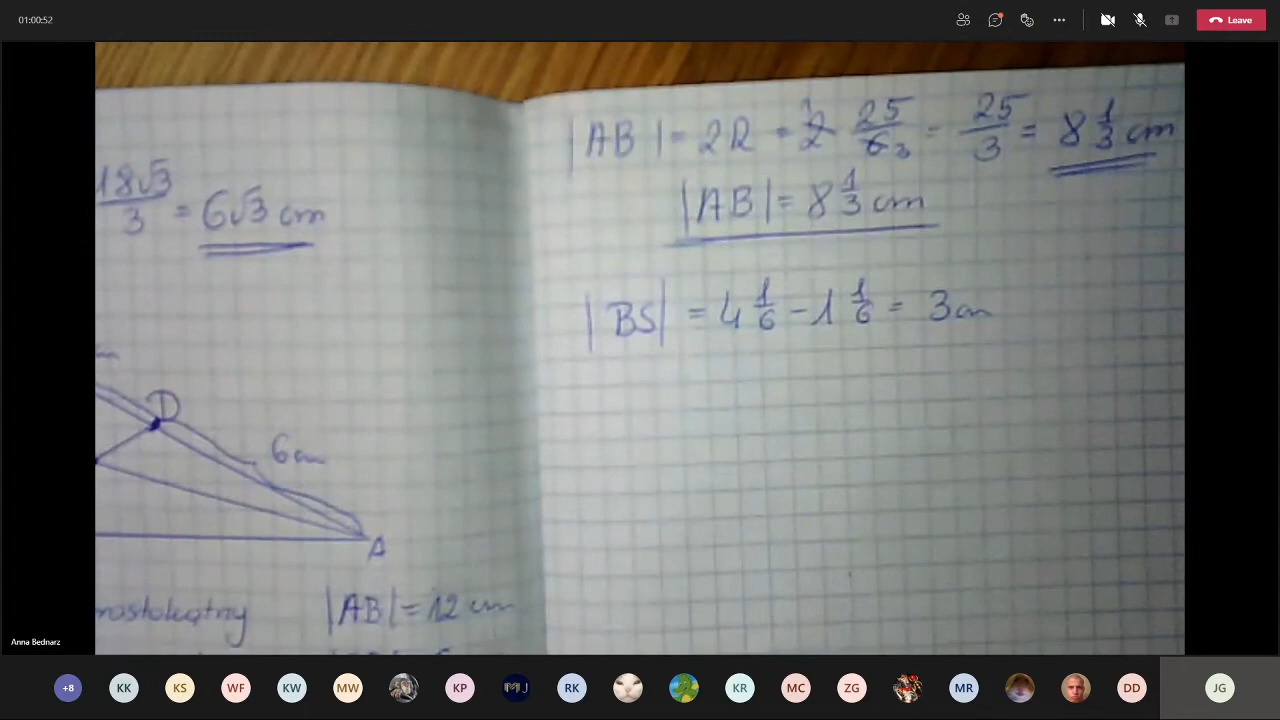 01:00:52
Leave
18√3/3 = 6√3 cm
D
6 cm
A
|AB| = 12 cm
|AB| = 2R = 2 25/6 3 = 25/3 = 8 1/3 cm
|AB| = 8 1/3 cm
|BS| = 4 1/6 - 1 1/6 = 3 cm
Anna Bednarz
+8 KK KS WF KW MW KP MJ RK KR MC ZG MR DD JG